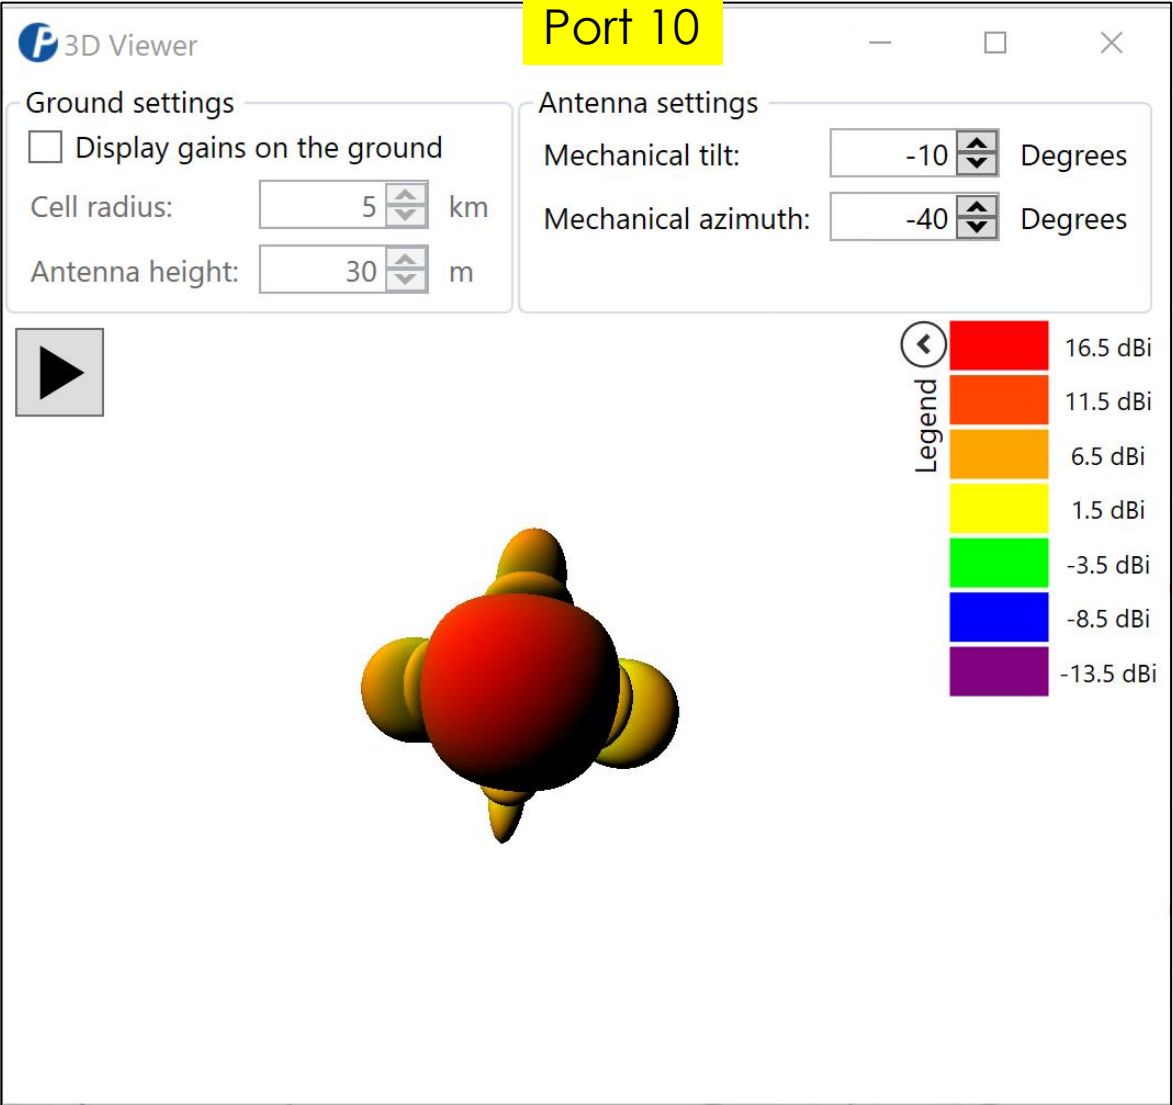 Port 10
3D Viewer
Ground settings
Display gains on the ground
Cell radius: 5 km
Antenna height: 30 m
Antenna settings
Mechanical tilt: -10 Degrees
Mechanical azimuth: -40 Degrees
Legend
16.5 dBi
11.5 dBi
6.5 dBi
1.5 dBi
-3.5 dBi
-8.5 dBi
-13.5 dBi